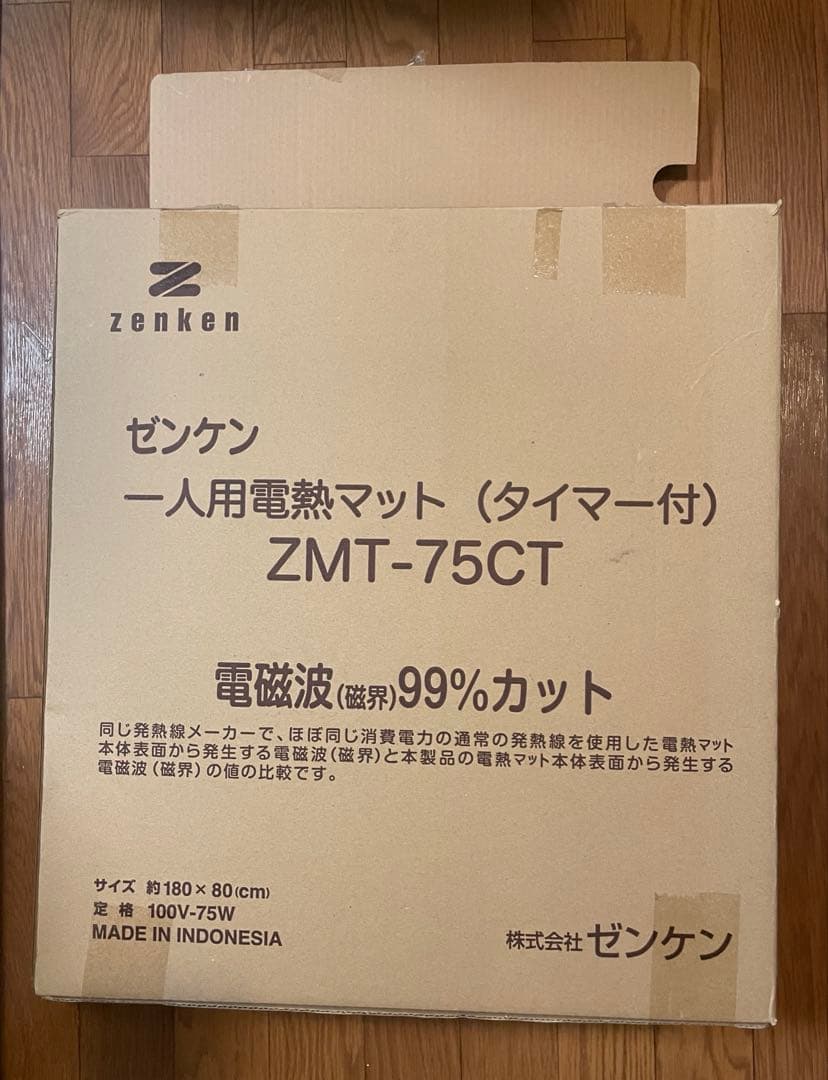 zenken
ゼンケン
一人用電熱マット（タイマー付）
ZMT-75CT
電磁波(磁界)99%カット
同じ発熱線メーカーで、ほぼ同じ消費電力の通常の発熱線を使用した電熱マット
本体表面から発生する電磁波（磁界）と本製品の電熱マット本体表面から発生する
電磁波（磁界）の値の比較です。
サイズ 約180×80(cm)
定格 100V-75W
MADE IN INDONESIA
株式会社ゼンケン